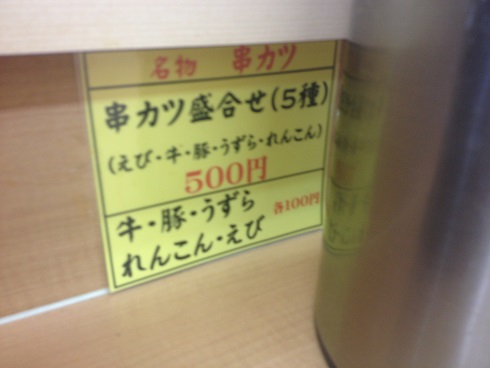 名物 串カツ
串カツ盛合せ(5種)
(えび・牛・豚・うずら・れんこん)
500円
牛・豚・うずら 各100円
れんこん・えび